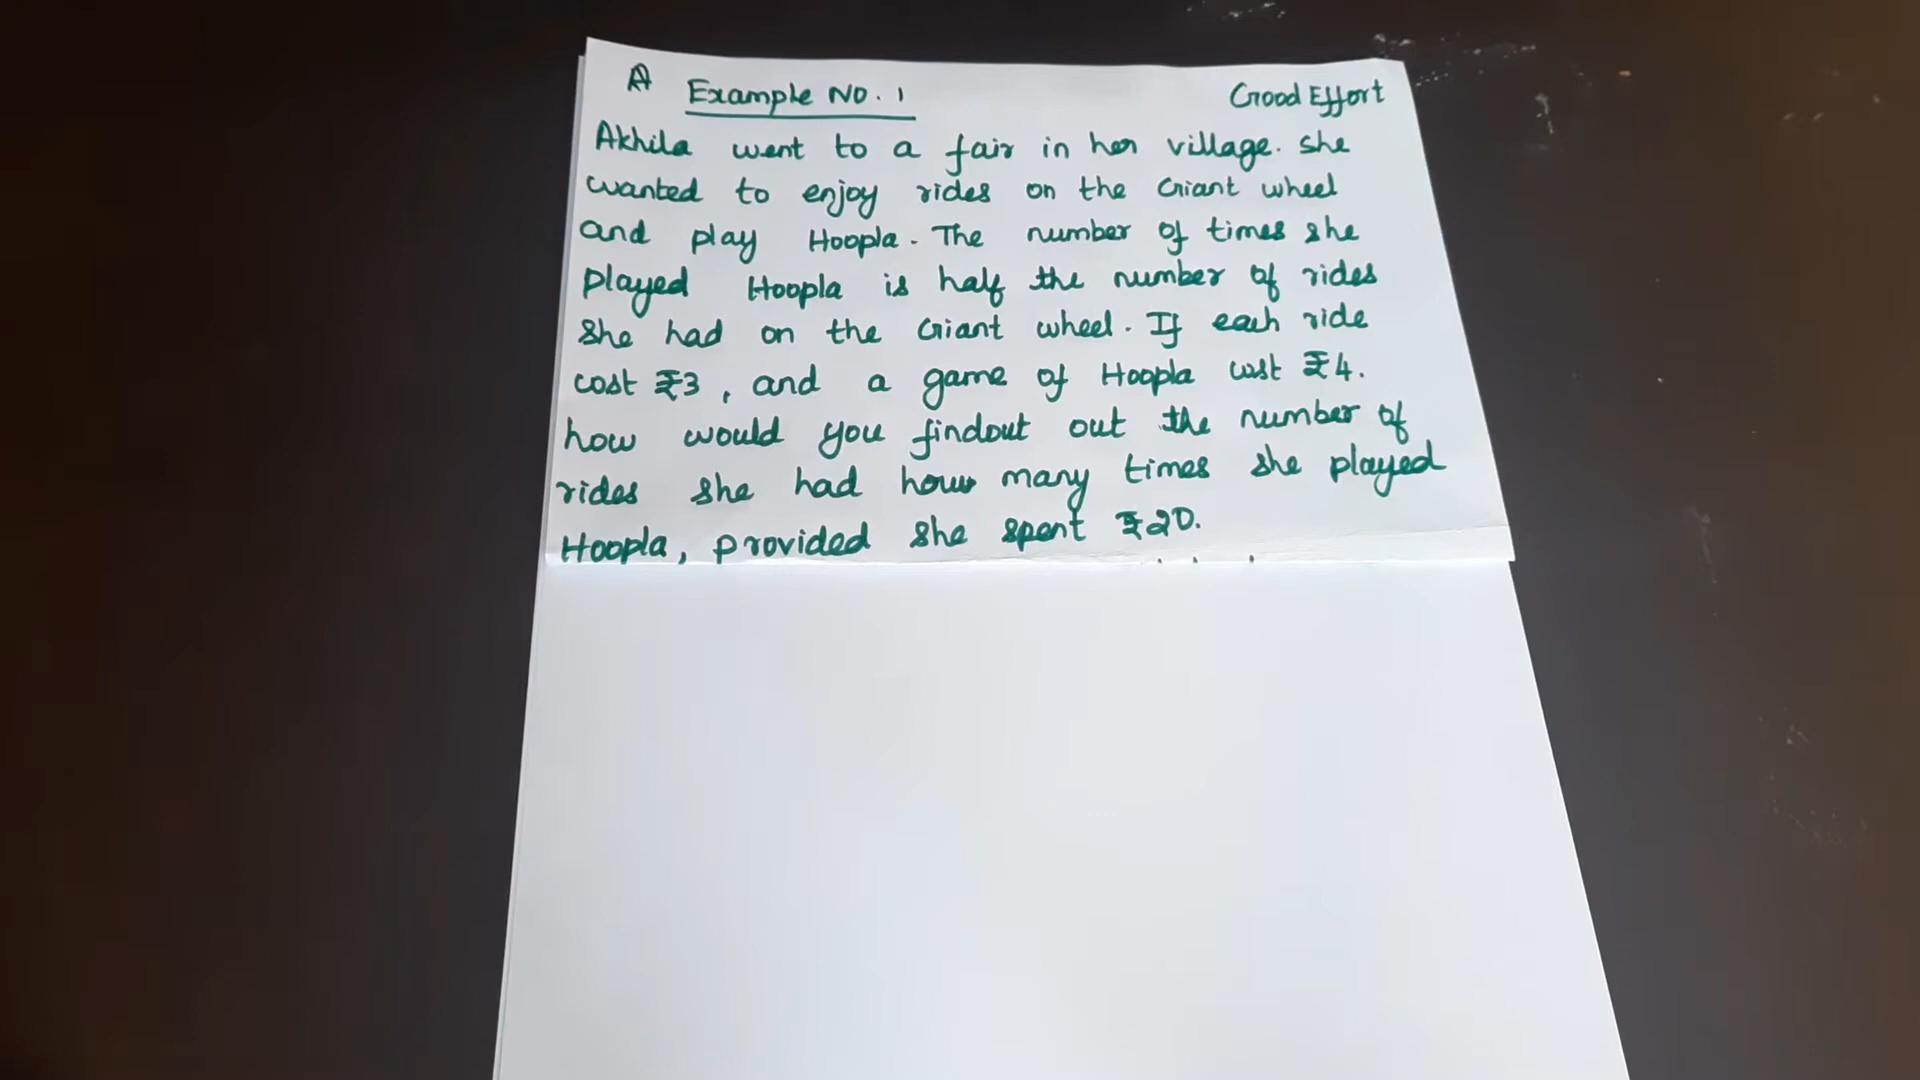 A Example No. 1 Good Effort
Akhila went to a fair in her village. She
wanted to enjoy rides on the Giant wheel
and play Hoopla. The number of times she
played Hoopla is half the number of rides
she had on the Giant wheel. If each ride
cost ₹3, and a game of Hoopla cost ₹4.
how would you findout out the number of
rides she had how many times she played
Hoopla, provided she spent ₹20.